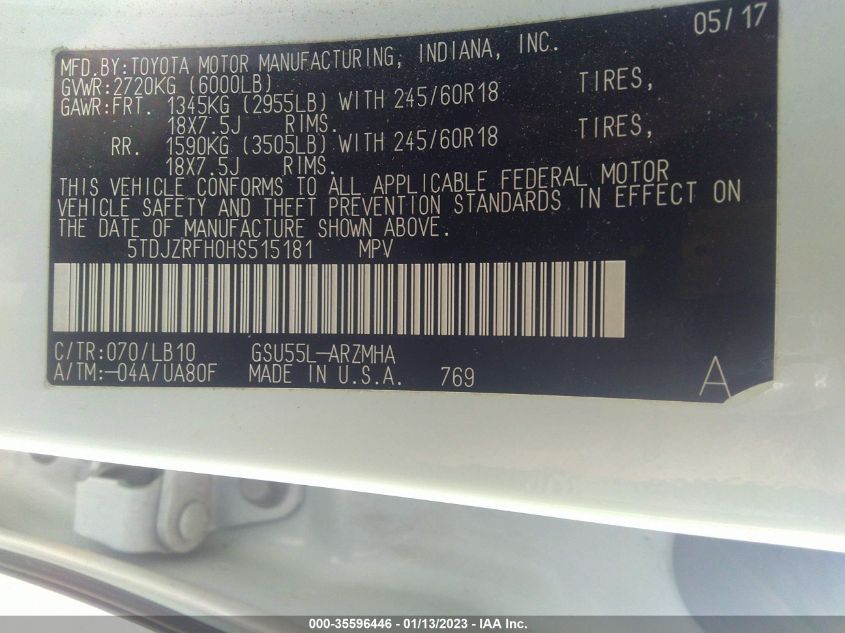 05/17
MFD.BY:TOYOTA MOTOR MANUFACTURING, INDIANA, INC.
GVWR:2720KG (6000LB)
GAWR:FRT. 1345KG (2955LB) WITH 245/60R18 TIRES,
18X7.5J RIMS.
RR. 1590KG (3505LB) WITH 245/60R18 TIRES,
18X7.5J RIMS.
THIS VEHICLE CONFORMS TO ALL APPLICABLE FEDERAL MOTOR
VEHICLE SAFETY AND THEFT PREVENTION STANDARDS IN EFFECT ON
THE DATE OF MANUFACTURE SHOWN ABOVE.
5TDJZRFH0HS515181 MPV
C/TR:070/LB10 GSU55L-ARZMHA
A/TM:-04A/UA80F MADE IN U.S.A. 769
A
000-35596446 - 01/13/2023 - IAA Inc.